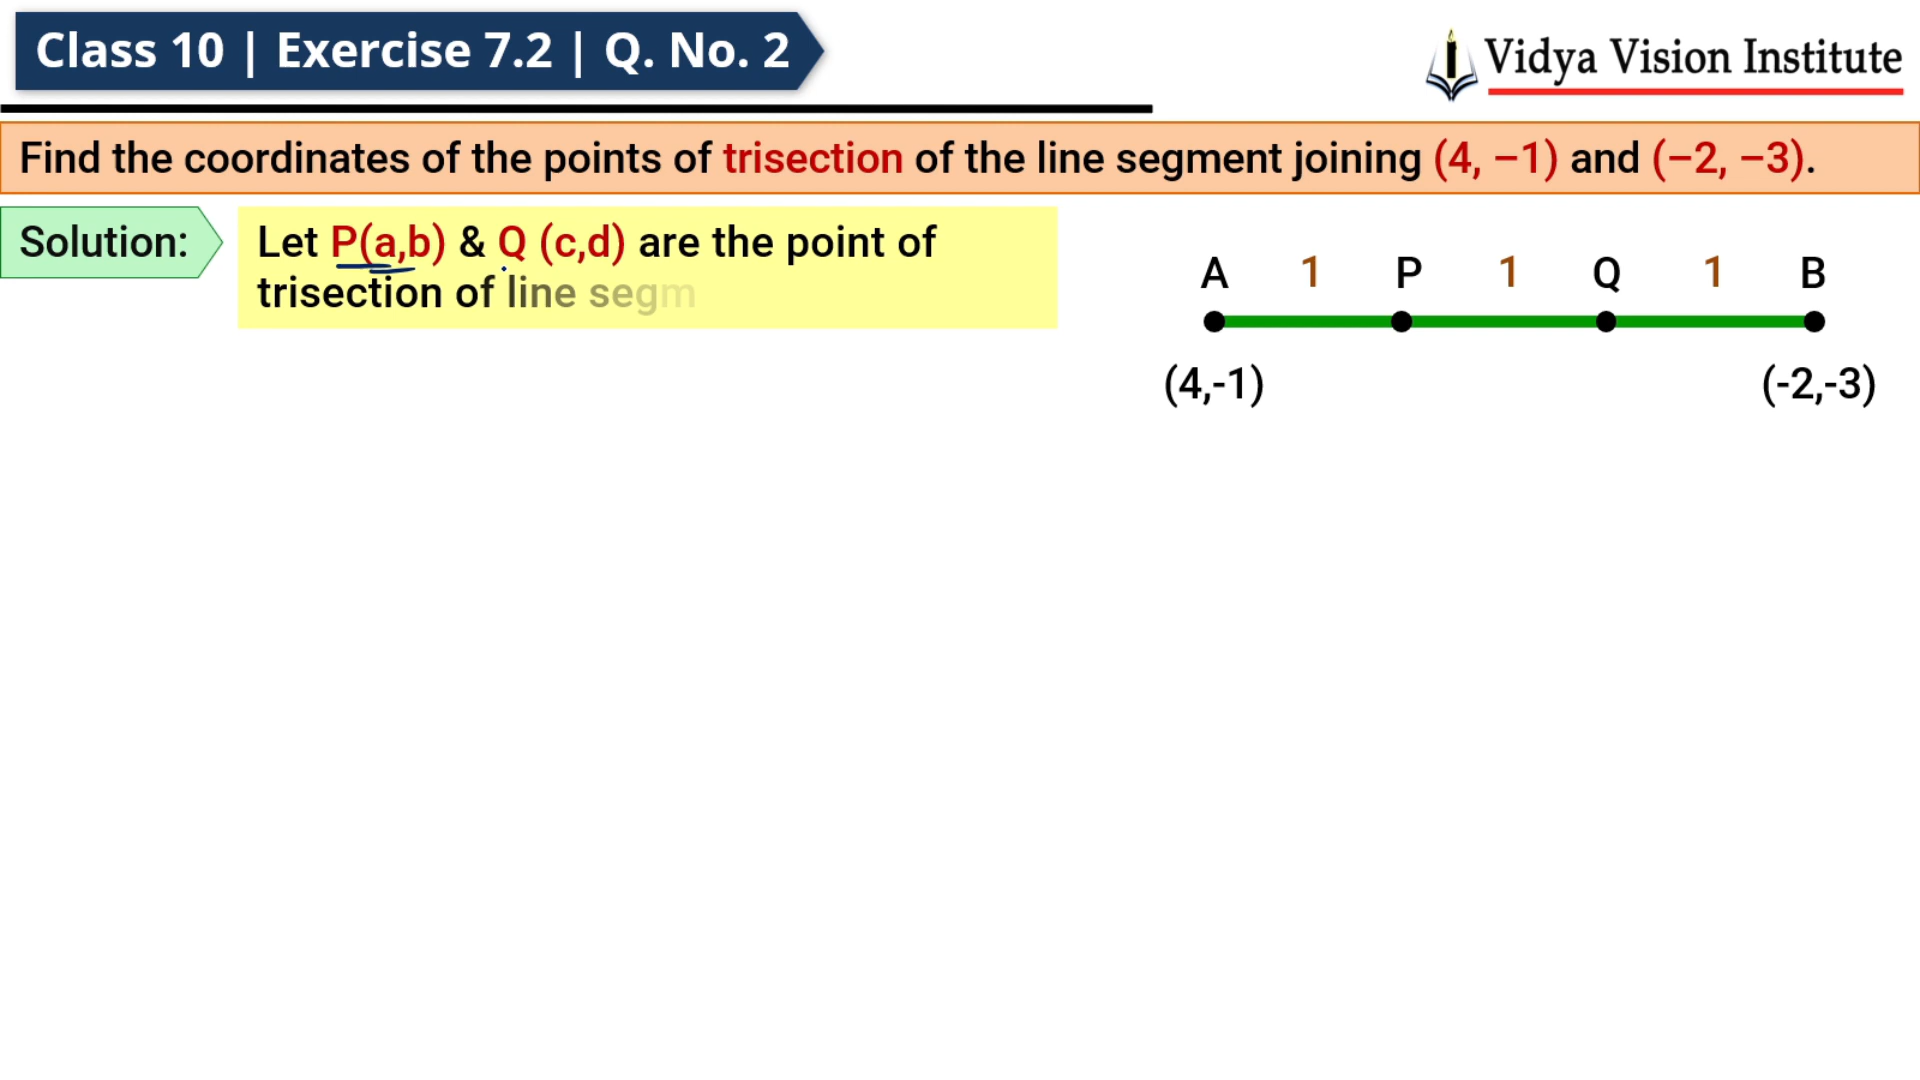 Class 10 | Exercise 7.2 | Q. No. 2
Vidya Vision Institute
Find the coordinates of the points of trisection of the line segment joining (4, −1) and (−2, −3).
Solution:
Let P(a,b) & Q (c,d) are the point of
trisection of line segm
A 1 P 1 Q 1 B
(4,-1) (-2,-3)